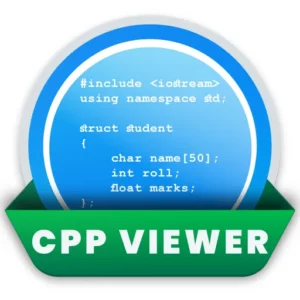 #include <iostream>
using namespace std;
struct student
{
char name[50];
int roll;
float marks;
};
CPP VIEWER